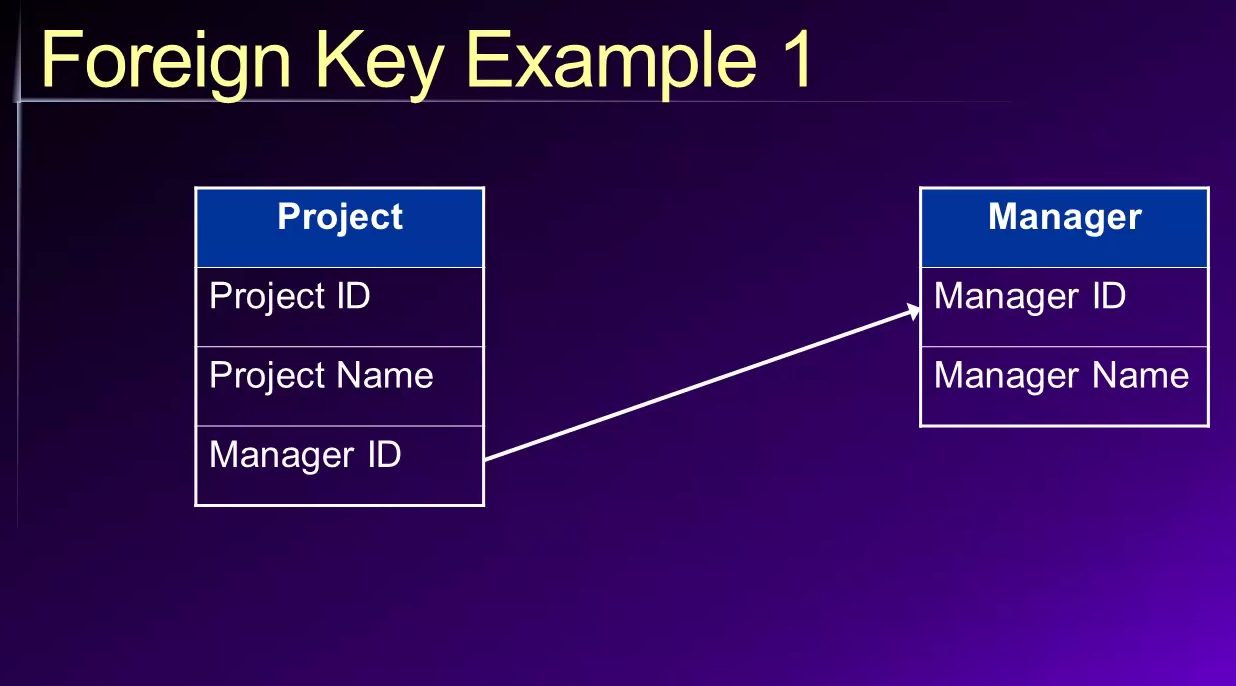 Foreign Key Example 1
Project
Project ID
Project Name
Manager ID
Manager
Manager ID
Manager Name